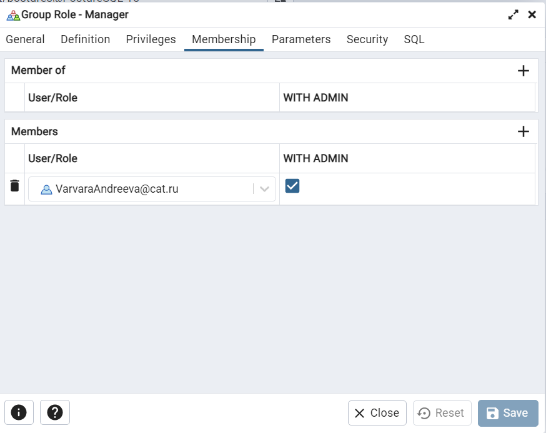 Group Role - Manager
General Definition Privileges Membership Parameters Security SQL
Member of
User/Role WITH ADMIN
Members
User/Role WITH ADMIN
VarvaraAndreeva@cat.ru
Close Reset Save